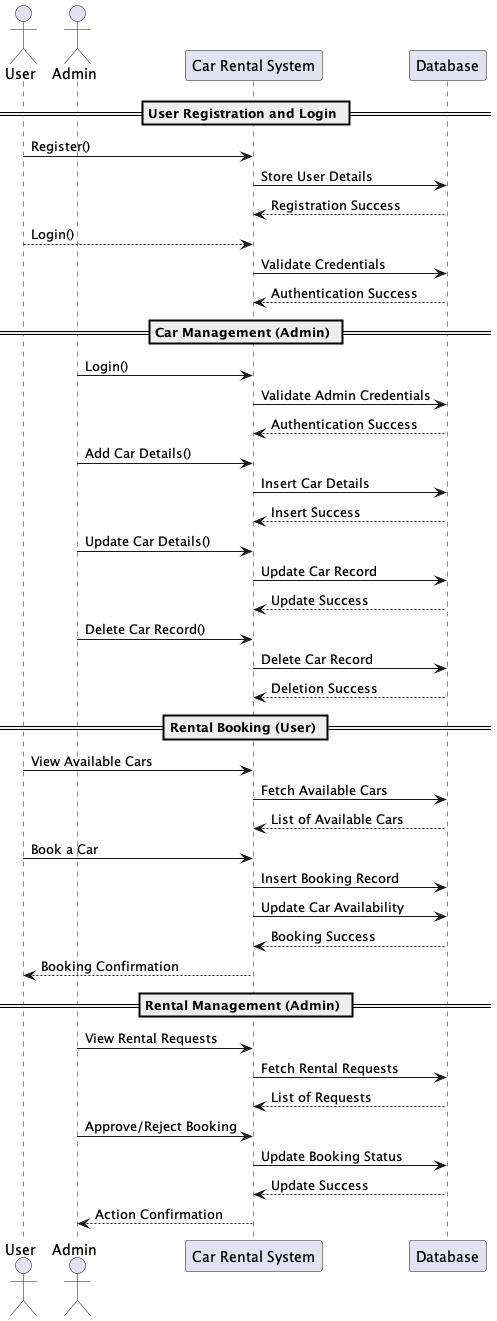 User
Admin
Car Rental System
Database
User Registration and Login
Register()
Store User Details
Registration Success
Login()
Validate Credentials
Authentication Success
Car Management (Admin)
Login()
Validate Admin Credentials
Authentication Success
Add Car Details()
Insert Car Details
Insert Success
Update Car Details()
Update Car Record
Update Success
Delete Car Record()
Delete Car Record
Deletion Success
Rental Booking (User)
View Available Cars
Fetch Available Cars
List of Available Cars
Book a Car
Insert Booking Record
Update Car Availability
Booking Success
Booking Confirmation
Rental Management (Admin)
View Rental Requests
Fetch Rental Requests
List of Requests
Approve/Reject Booking
Update Booking Status
Update Success
Action Confirmation
User
Admin
Car Rental System
Database